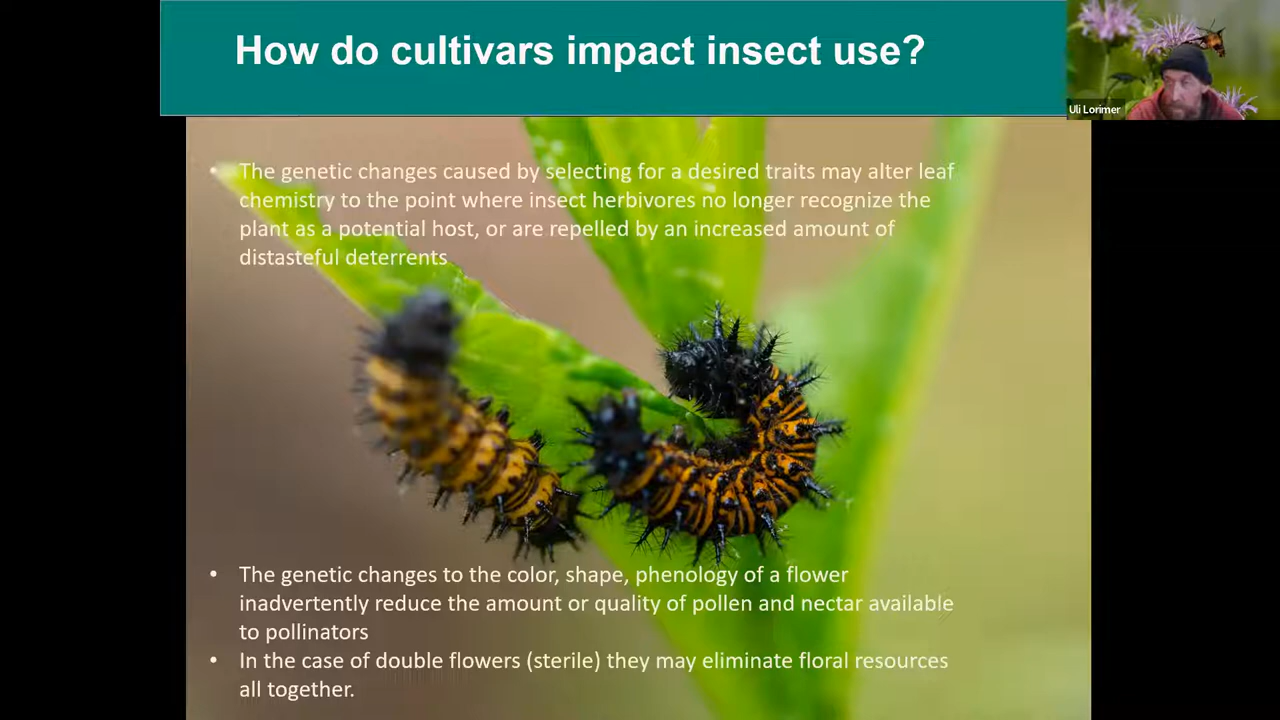 How do cultivars impact insect use?
Uli Lorimer
• The genetic changes caused by selecting for a desired traits may alter leaf
chemistry to the point where insect herbivores no longer recognize the
plant as a potential host, or are repelled by an increased amount of
distasteful deterrents
• The genetic changes to the color, shape, phenology of a flower
inadvertently reduce the amount or quality of pollen and nectar available
to pollinators
• In the case of double flowers (sterile) they may eliminate floral resources
all together.